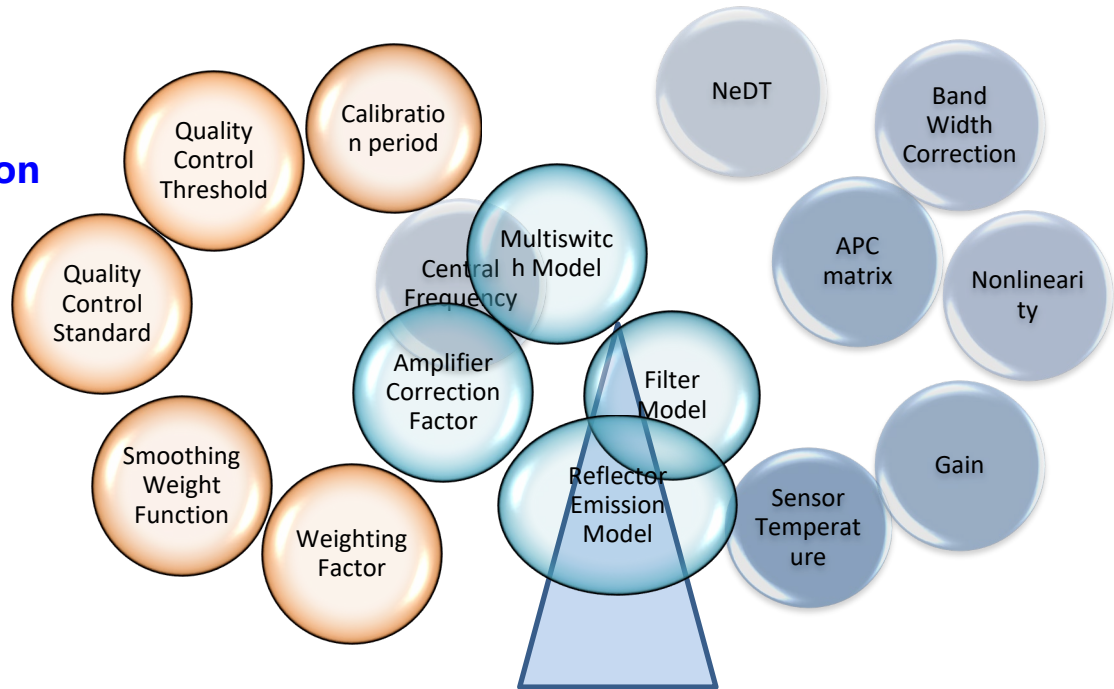 on
Quality
Control
Threshold
Calibratio
n period
NeDT
Band
Width
Correction
Quality
Control
Standard
Central
Frequency
Multiswitc
h Model
APC
matrix
Nonlineari
ty
Amplifier
Correction
Factor
Filter
Model
Smoothing
Weight
Function
Weighting
Factor
Reflector
Emission
Model
Sensor
Temperat
ure
Gain